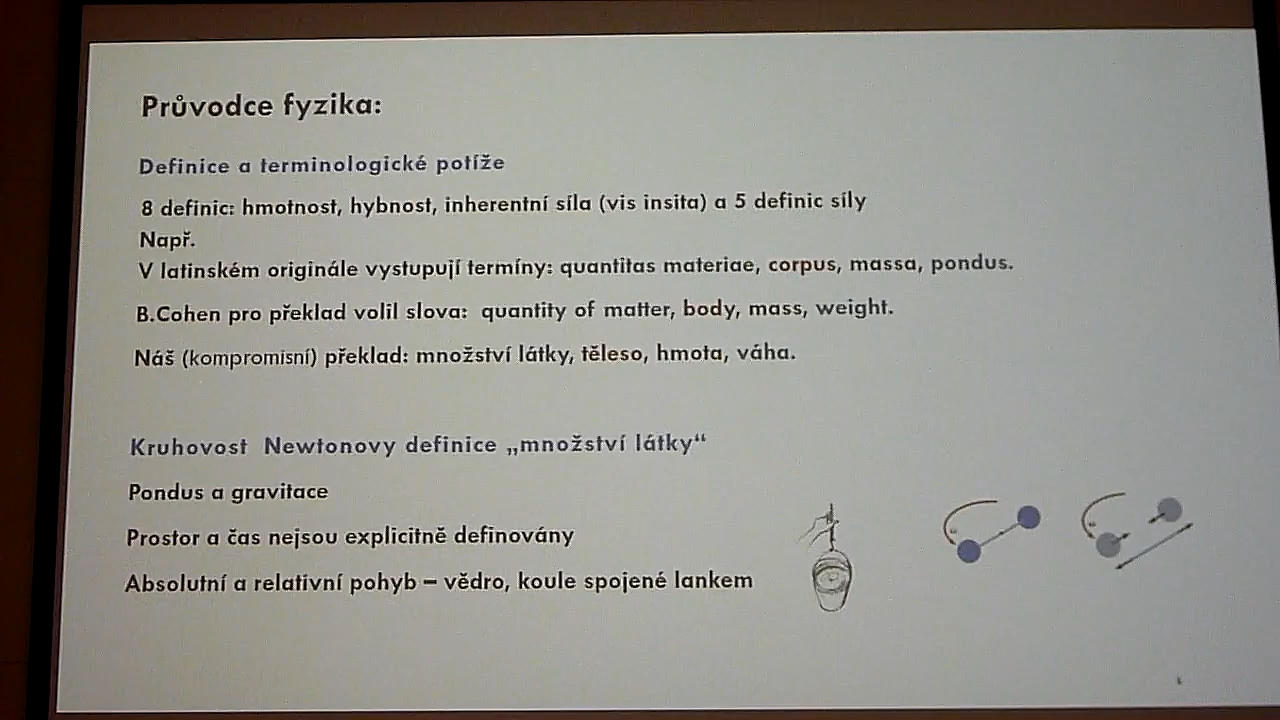 Průvodce fyzika:
Definice a terminologické potíže
8 definic: hmotnost, hybnost, inherentní síla (vis insita) a 5 definic síly
Např.
V latinském originále vystupují termíny: quantitas materiae, corpus, massa, pondus.
B.Cohen pro překlad volil slova: quantity of matter, body, mass, weight.
Náš (kompromisní) překlad: množství látky, těleso, hmota, váha.
Kruhovost Newtonovy definice „množství látky“
Pondus a gravitace
Prostor a čas nejsou explicitně definovány
Absolutní a relativní pohyb – vědro, koule spojené lankem